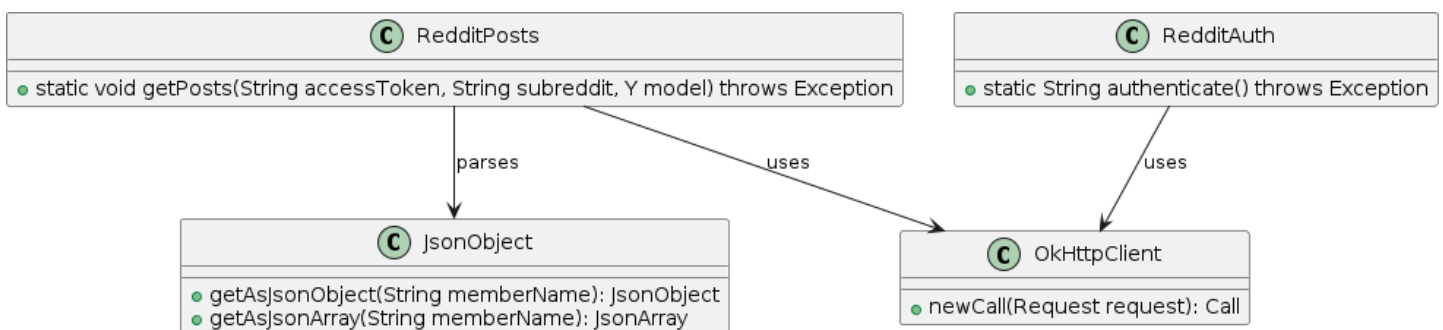 C RedditPosts
static void getPosts(String accessToken, String subreddit, Y model) throws Exception
C RedditAuth
static String authenticate() throws Exception
parses
uses
uses
C JsonObject
getAsJsonObject(String memberName): JsonObject
getAsJsonArray(String memberName): JsonArray
C OkHttpClient
newCall(Request request): Call